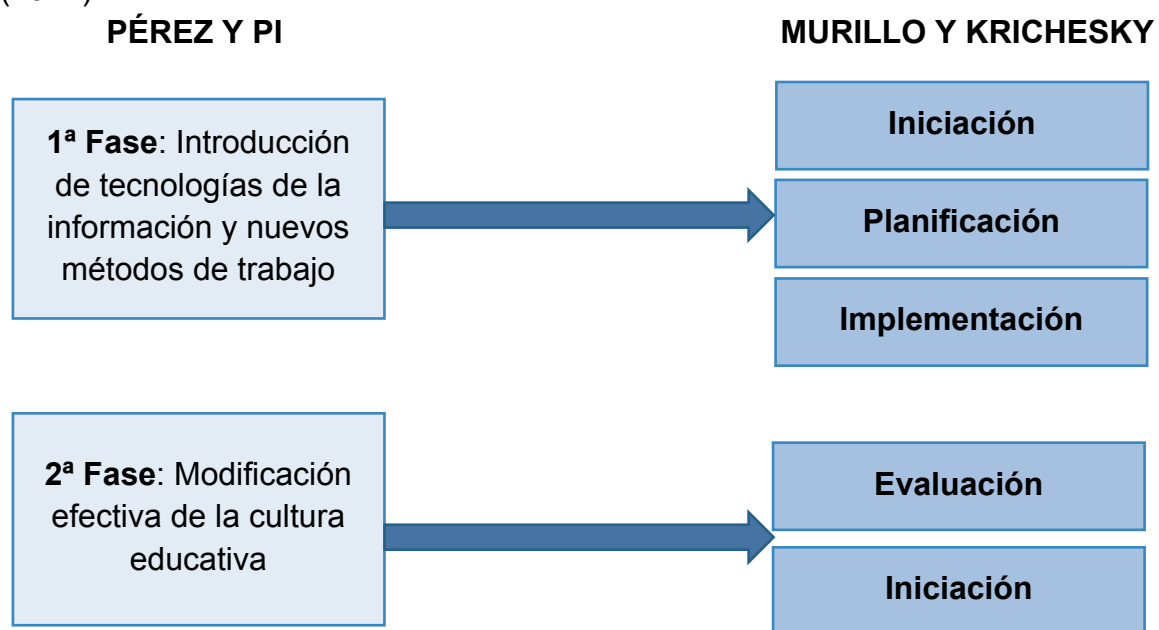 PÉREZ Y PI
MURILLO Y KRICHESKY
1ª Fase: Introducción
de tecnologías de la
información y nuevos
métodos de trabajo
Iniciación
Planificación
Implementación
2ª Fase: Modificación
efectiva de la cultura
educativa
Evaluación
Iniciación